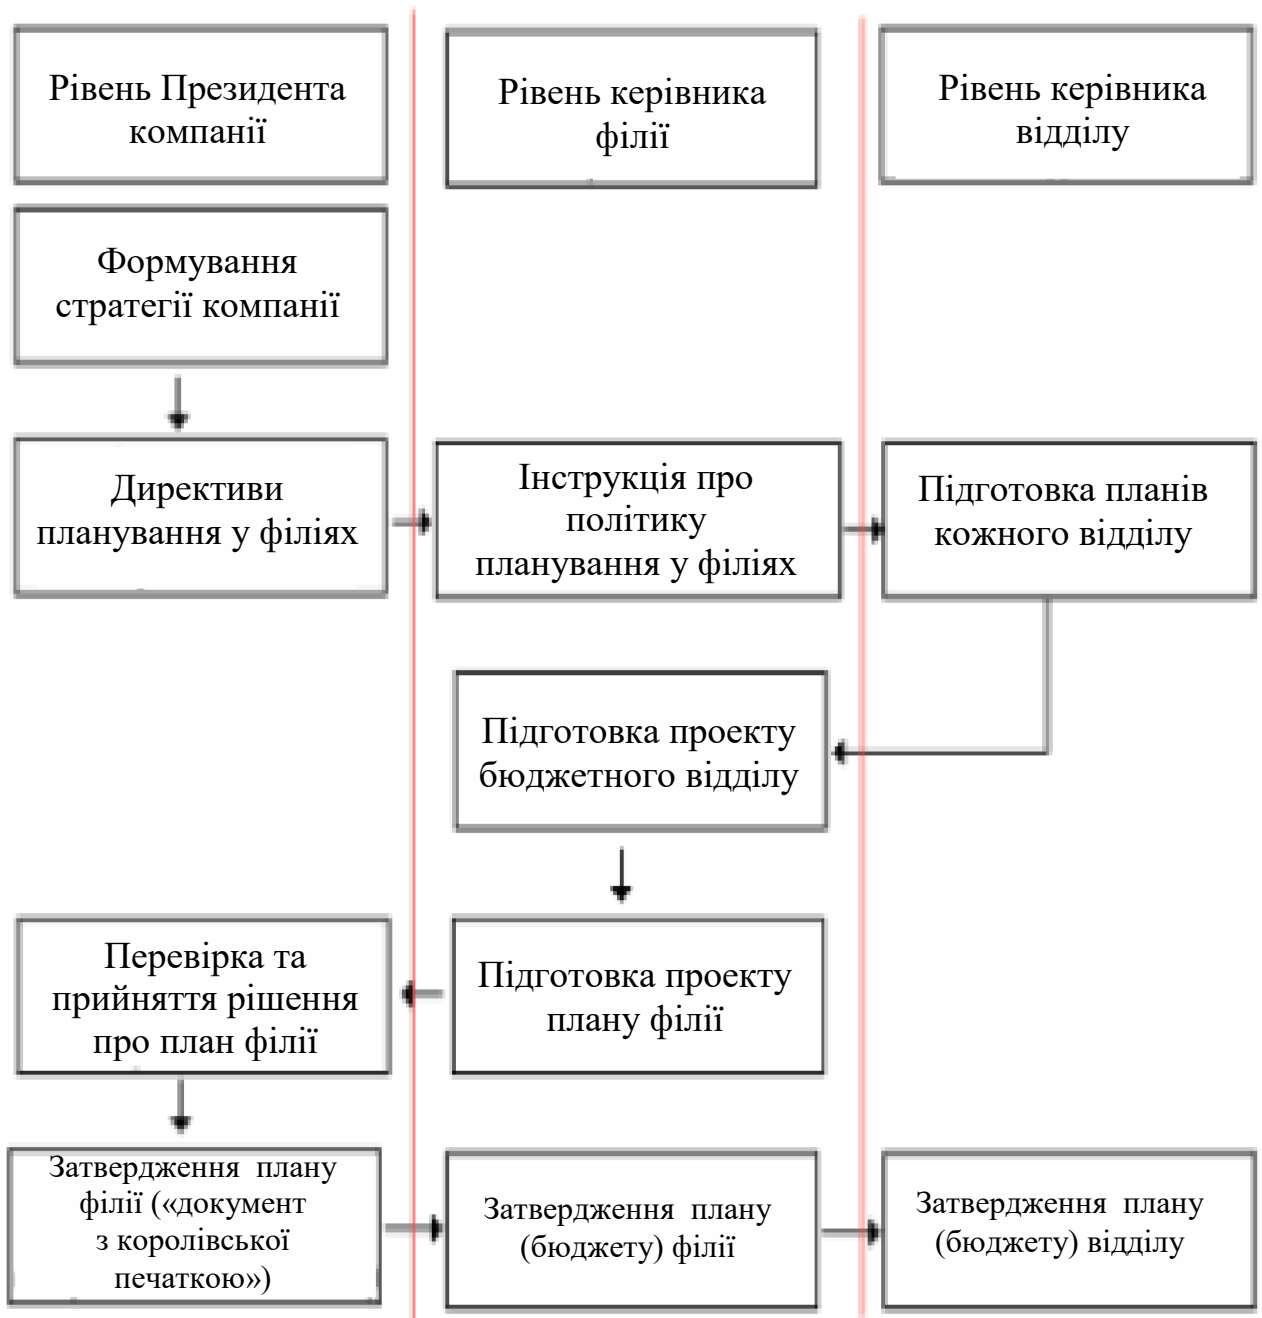 Рівень Президента
компанії
Рівень керівника
філії
Рівень керівника
відділу
Формування
стратегії компанії
Директиви
планування у філіях
Інструкція про
політику
планування у філіях
Підготовка планів
кожного відділу
Підготовка проекту
бюджетного відділу
Перевірка та
прийняття рішення
про план філії
Підготовка проекту
плану філії
Затвердження плану
філії («документ
з королівської
печаткою»)
Затвердження плану
(бюджету) філії
Затвердження плану
(бюджету) відділу